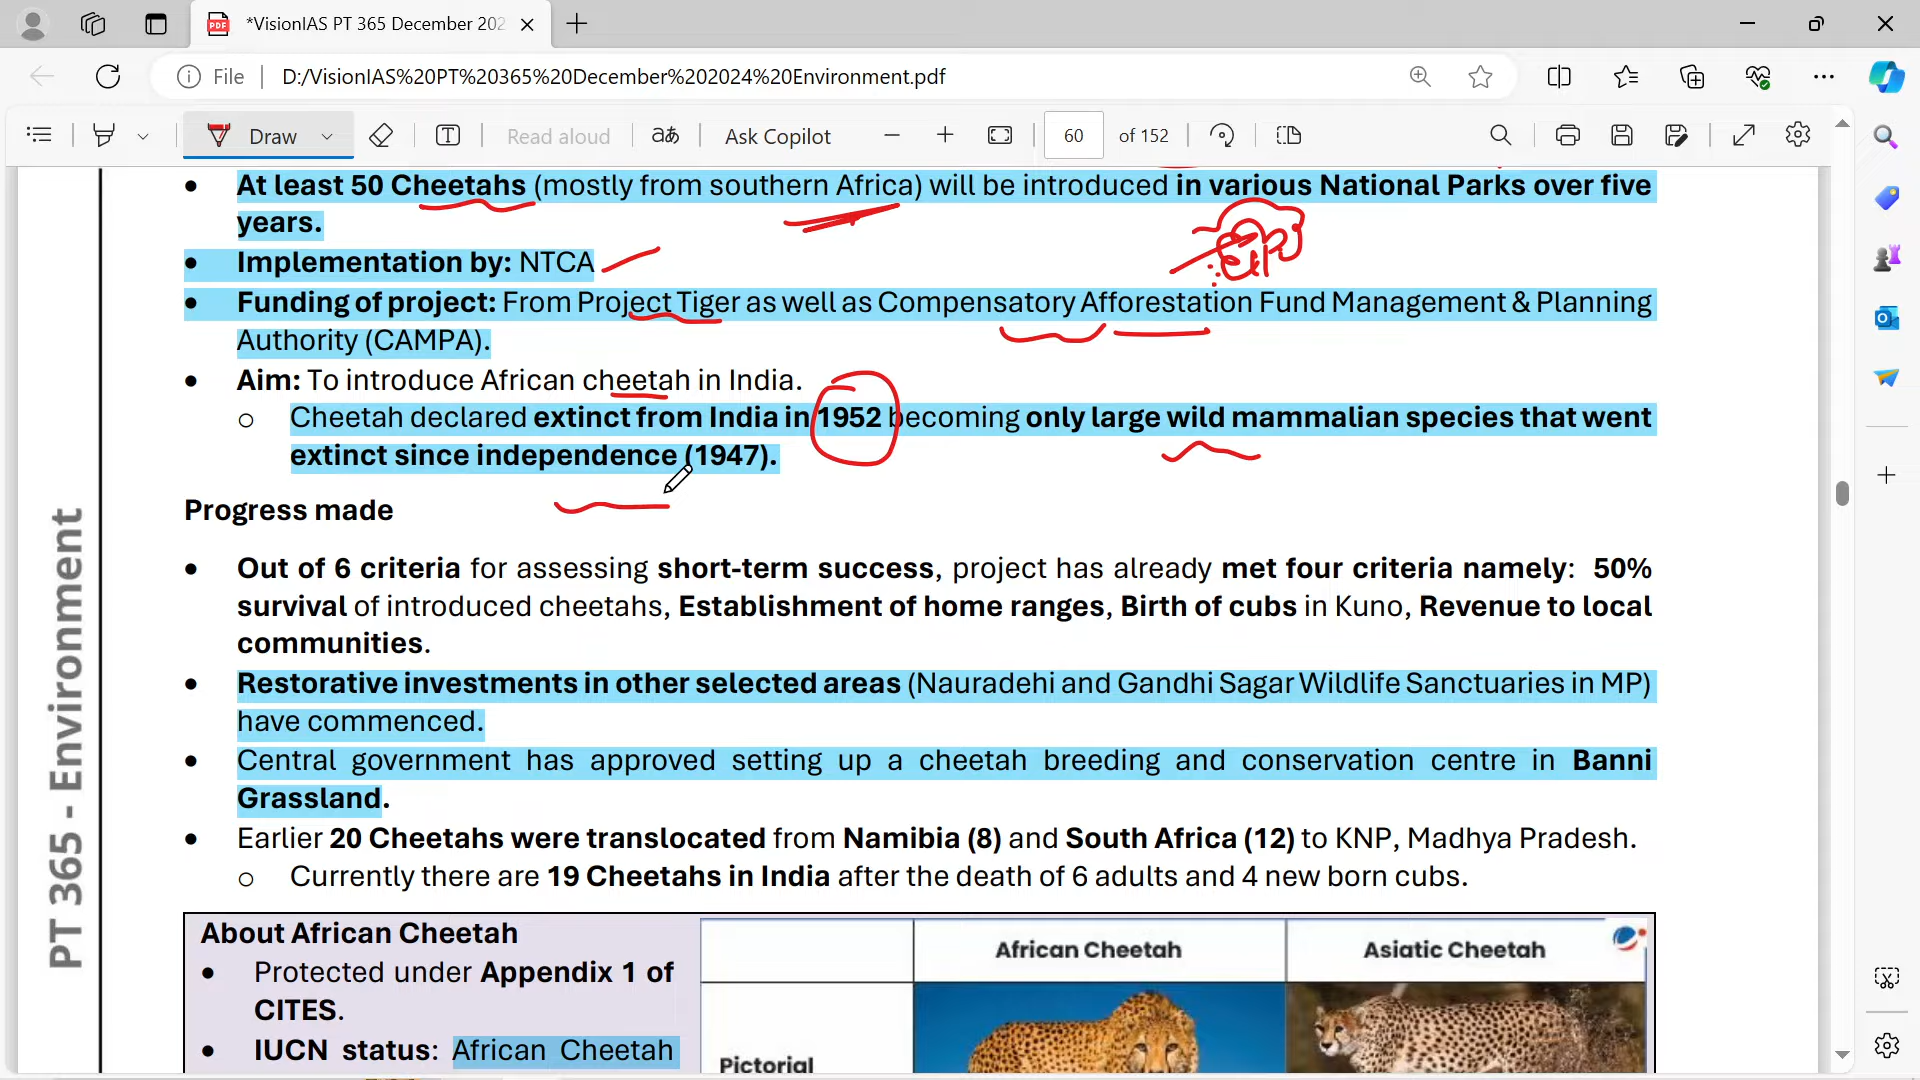 *VisionIAS PT 365 December 202
File
D:/VisionIAS%20PT%20365%20December%202024%20Environment.pdf
Draw
Read aloud
aあ
Ask Copilot
60
of 152
PT 365 - Environment
• At least 50 Cheetahs (mostly from southern Africa) will be introduced in various National Parks over five
years.
• Implementation by: NTCA
• Funding of project: From Project Tiger as well as Compensatory Afforestation Fund Management & Planning
Authority (CAMPA).
• Aim: To introduce African cheetah in India.
o Cheetah declared extinct from India in 1952 becoming only large wild mammalian species that went
extinct since independence (1947).
Progress made
• Out of 6 criteria for assessing short-term success, project has already met four criteria namely: 50%
survival of introduced cheetahs, Establishment of home ranges, Birth of cubs in Kuno, Revenue to local
communities.
• Restorative investments in other selected areas (Nauradehi and Gandhi Sagar Wildlife Sanctuaries in MP)
have commenced.
• Central government has approved setting up a cheetah breeding and conservation centre in Banni
Grassland.
• Earlier 20 Cheetahs were translocated from Namibia (8) and South Africa (12) to KNP, Madhya Pradesh.
o Currently there are 19 Cheetahs in India after the death of 6 adults and 4 new born cubs.
About African Cheetah
• Protected under Appendix 1 of
CITES.
• IUCN status: African Cheetah
African Cheetah
Asiatic Cheetah
Pictorial